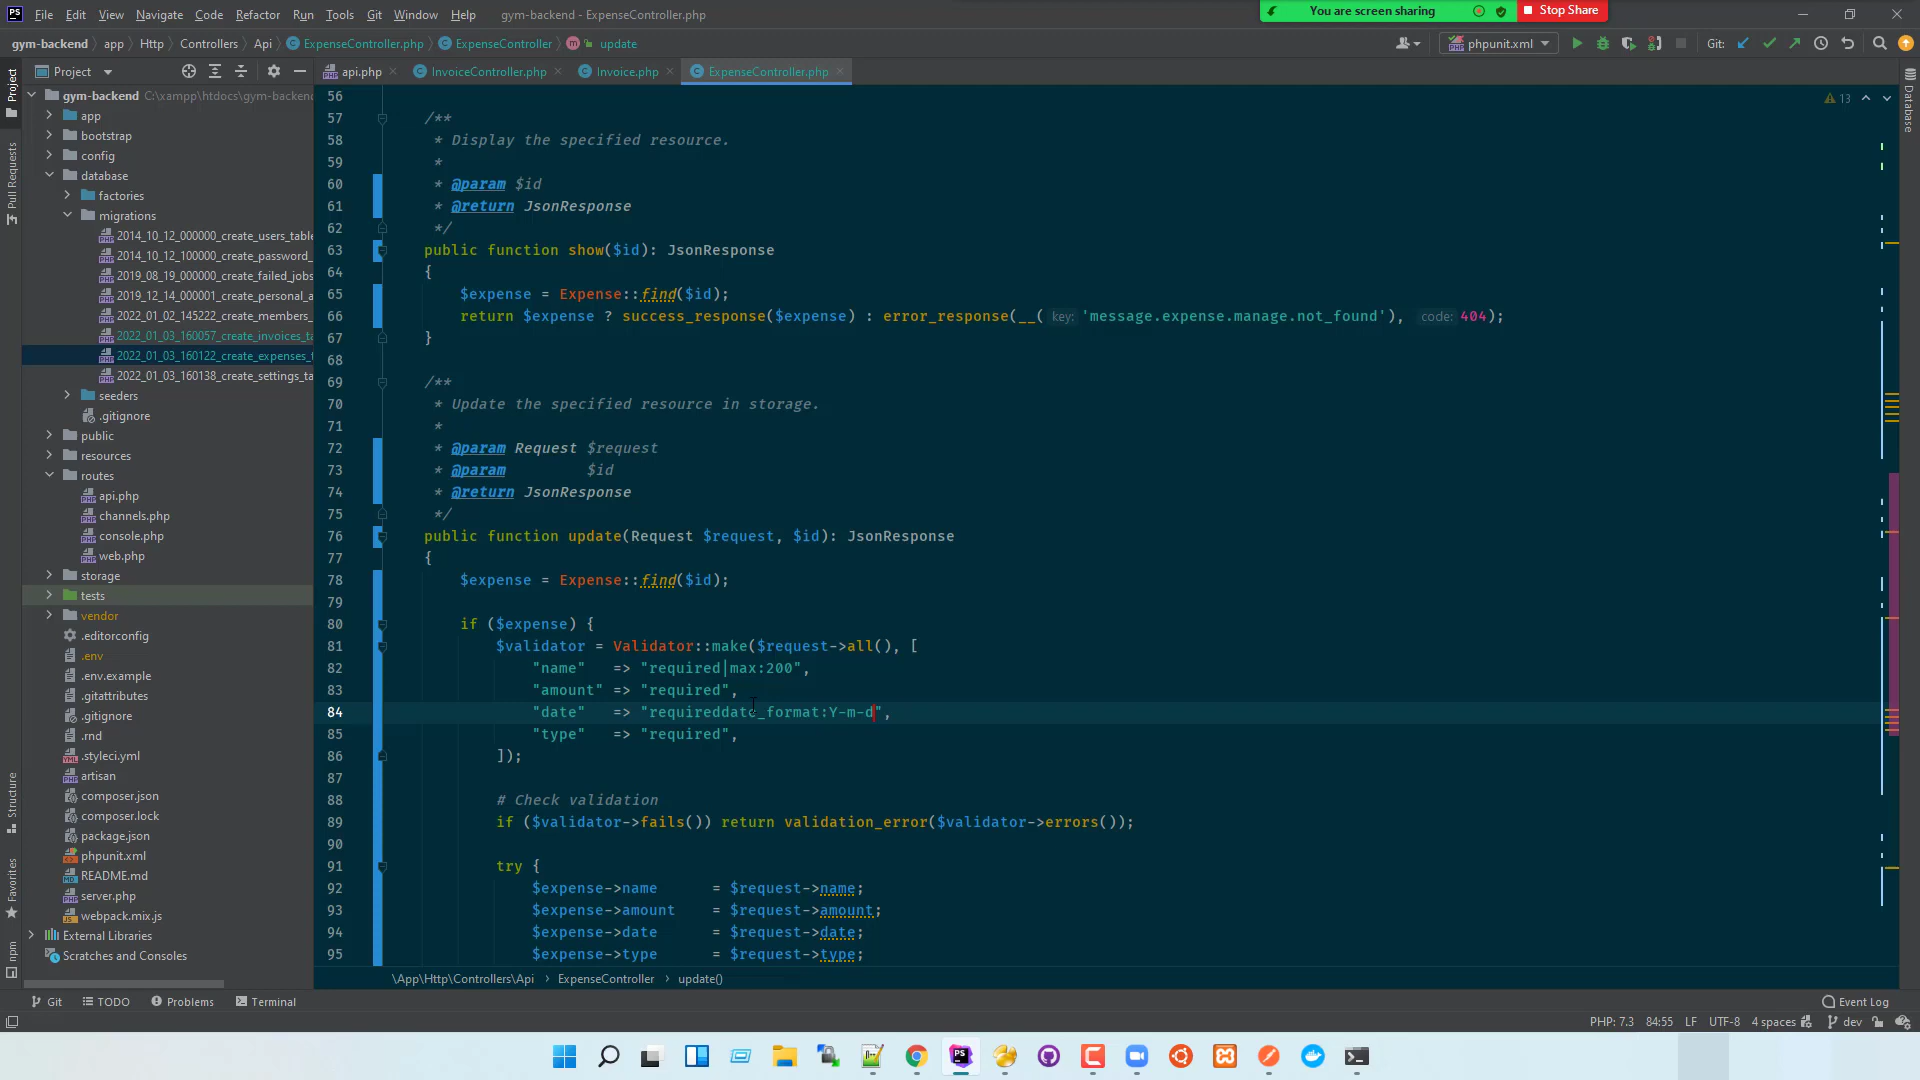 File Edit View Navigate Code Refactor Run Tools Git Window Help gym-backend - ExpenseController.php
You are screen sharing Stop Share
gym-backend app Http Controllers Api ExpenseController.php ExpenseController update
phpunit.xml Git:
Project
api.php InvoiceController.php Invoice.php ExpenseController.php
gym-backend C:\xampp\htdocs\gym-backend
app
bootstrap
config
database
factories
migrations
2014_10_12_000000_create_users_table
2014_10_12_100000_create_password_
2019_08_19_000000_create_failed_jobs
2019_12_14_000001_create_personal_a
2022_01_02_145222_create_members_
2022_01_03_160057_create_invoices_ta
2022_01_03_160122_create_expenses_t
2022_01_03_160138_create_settings_ta
seeders
.gitignore
public
resources
routes
api.php
channels.php
console.php
web.php
storage
tests
vendor
.editorconfig
.env
.env.example
.gitattributes
.gitignore
.rnd
.styleci.yml
artisan
composer.json
composer.lock
package.json
phpunit.xml
README.md
server.php
webpack.mix.js
External Libraries
Scratches and Consoles
Project
Pull Requests
Structure
Favorites
npm
Database
13
56
57 /**
58 * Display the specified resource.
59 *
60 * @param $id
61 * @return JsonResponse
62 */
63 public function show($id): JsonResponse
64 {
65 $expense = Expense::find($id);
66 return $expense ? success_response($expense) : error_response(__( key: 'message.expense.manage.not_found'), code: 404);
67 }
68
69 /**
70 * Update the specified resource in storage.
71 *
72 * @param Request $request
73 * @param $id
74 * @return JsonResponse
75 */
76 public function update(Request $request, $id): JsonResponse
77 {
78 $expense = Expense::find($id);
79
80 if ($expense) {
81 $validator = Validator::make($request->all(), [
82 "name" => "required|max:200",
83 "amount" => "required",
84 "date" => "requireddate_format:Y-m-d",
85 "type" => "required",
86 ]);
87
88 # Check validation
89 if ($validator->fails()) return validation_error($validator->errors());
90
91 try {
92 $expense->name = $request->name;
93 $expense->amount = $request->amount;
94 $expense->date = $request->date;
95 $expense->type = $request->type;
\App\Http\Controllers\Api ExpenseController update()
Git TODO Problems Terminal Event Log
PHP: 7.3 84:55 LF UTF-8 4 spaces dev